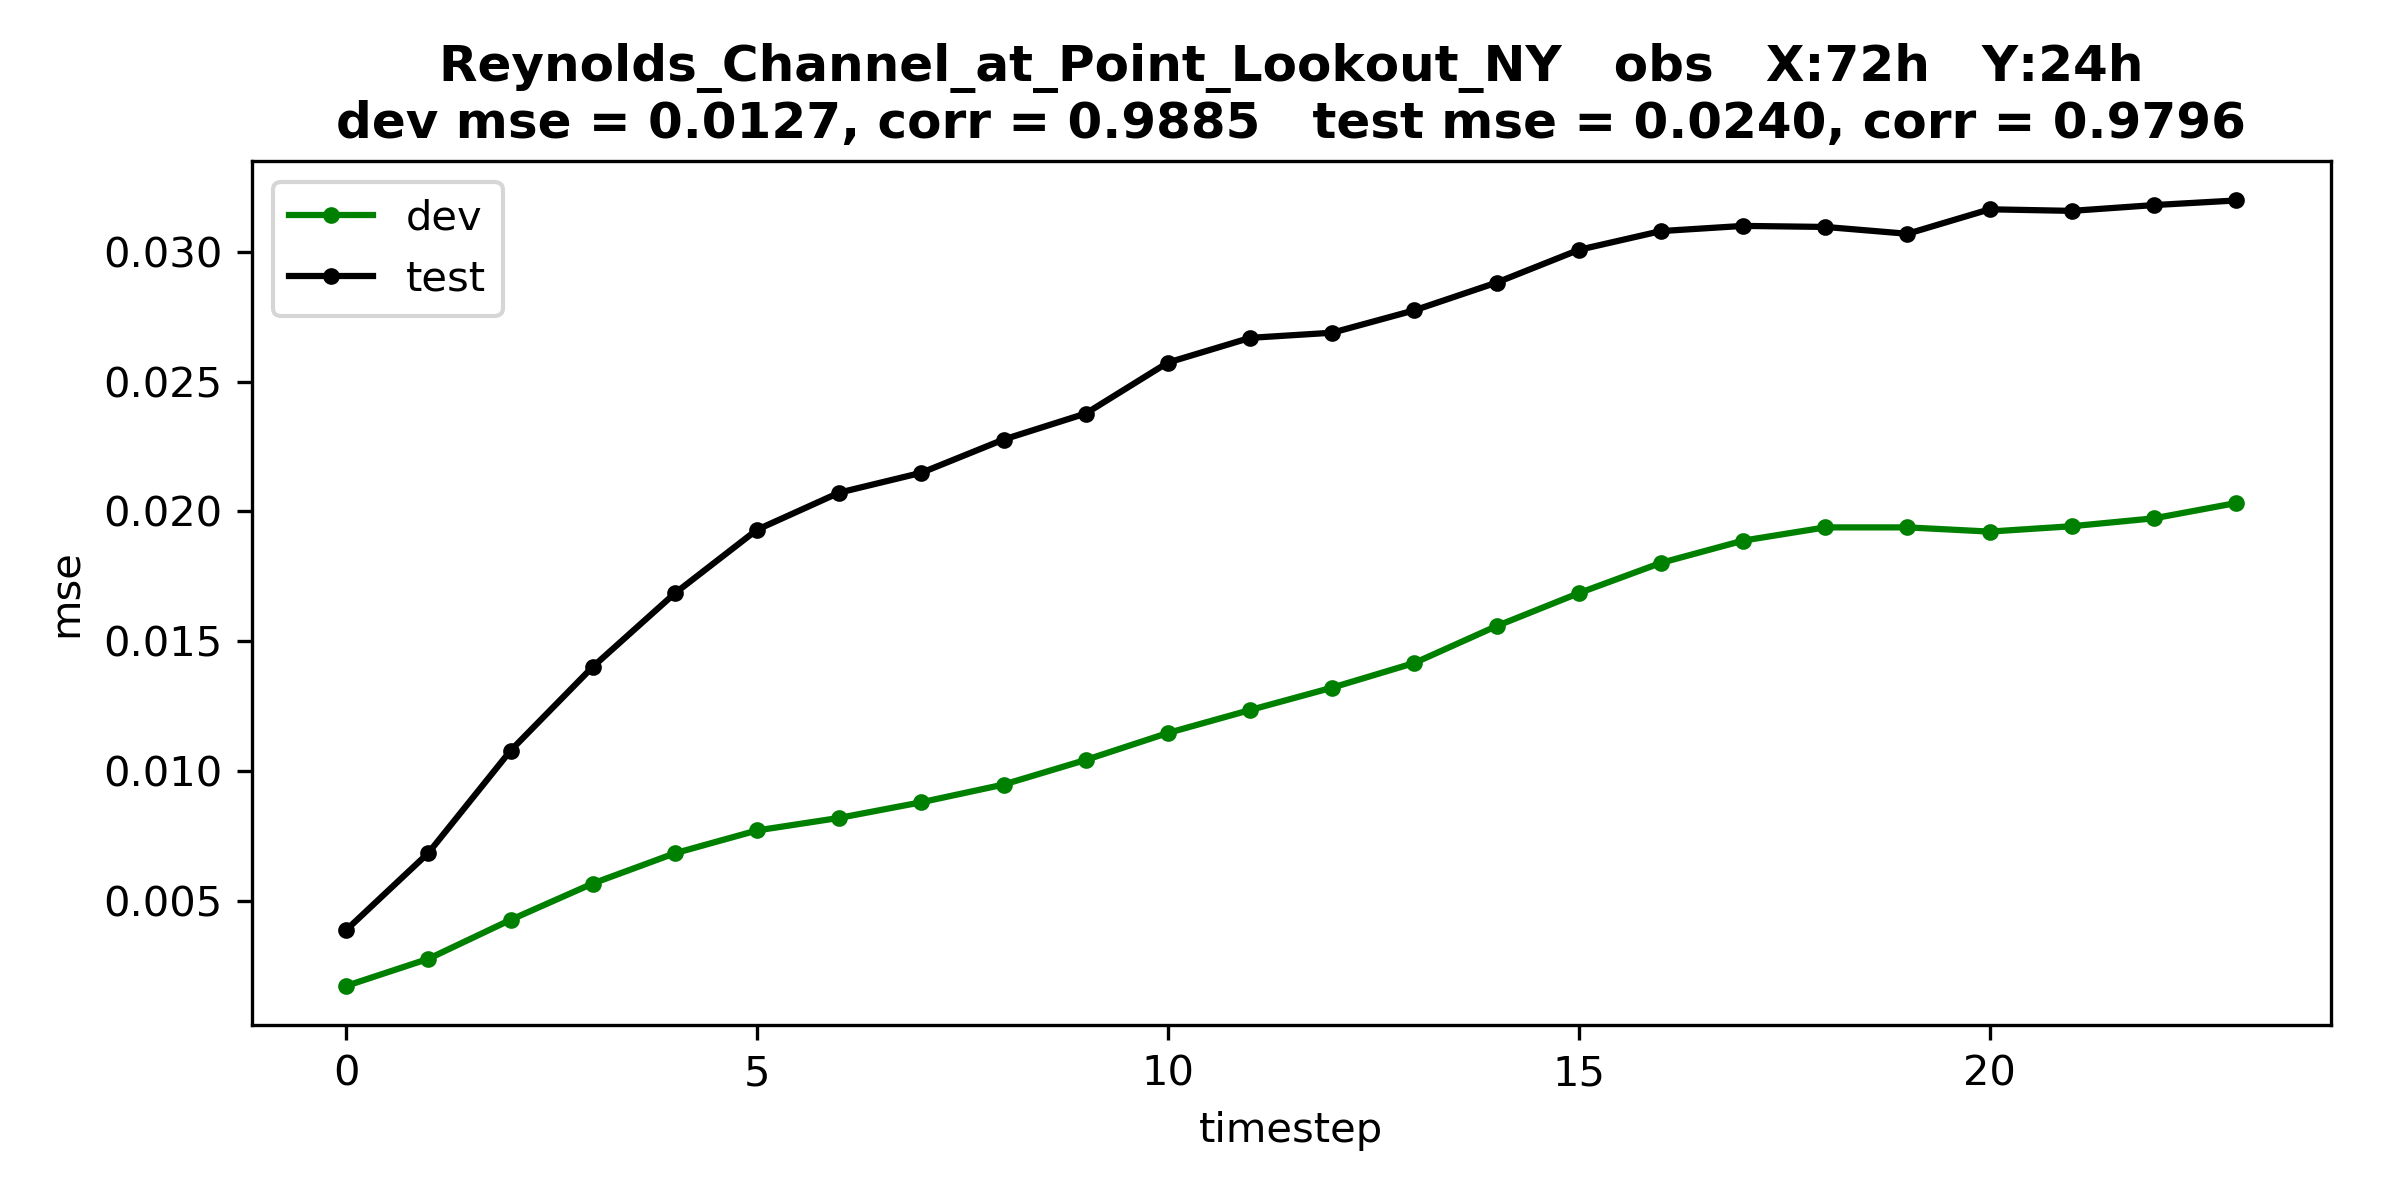 Reynolds_Channel_at_Point_Lookout_NY   obs   X:72h   Y:24h
dev mse = 0.0127, corr = 0.9885   test mse = 0.0240, corr = 0.9796
dev
test
0.030
0.025
0.020
0.015
0.010
0.005
mse
0
5
10
15
20
timestep